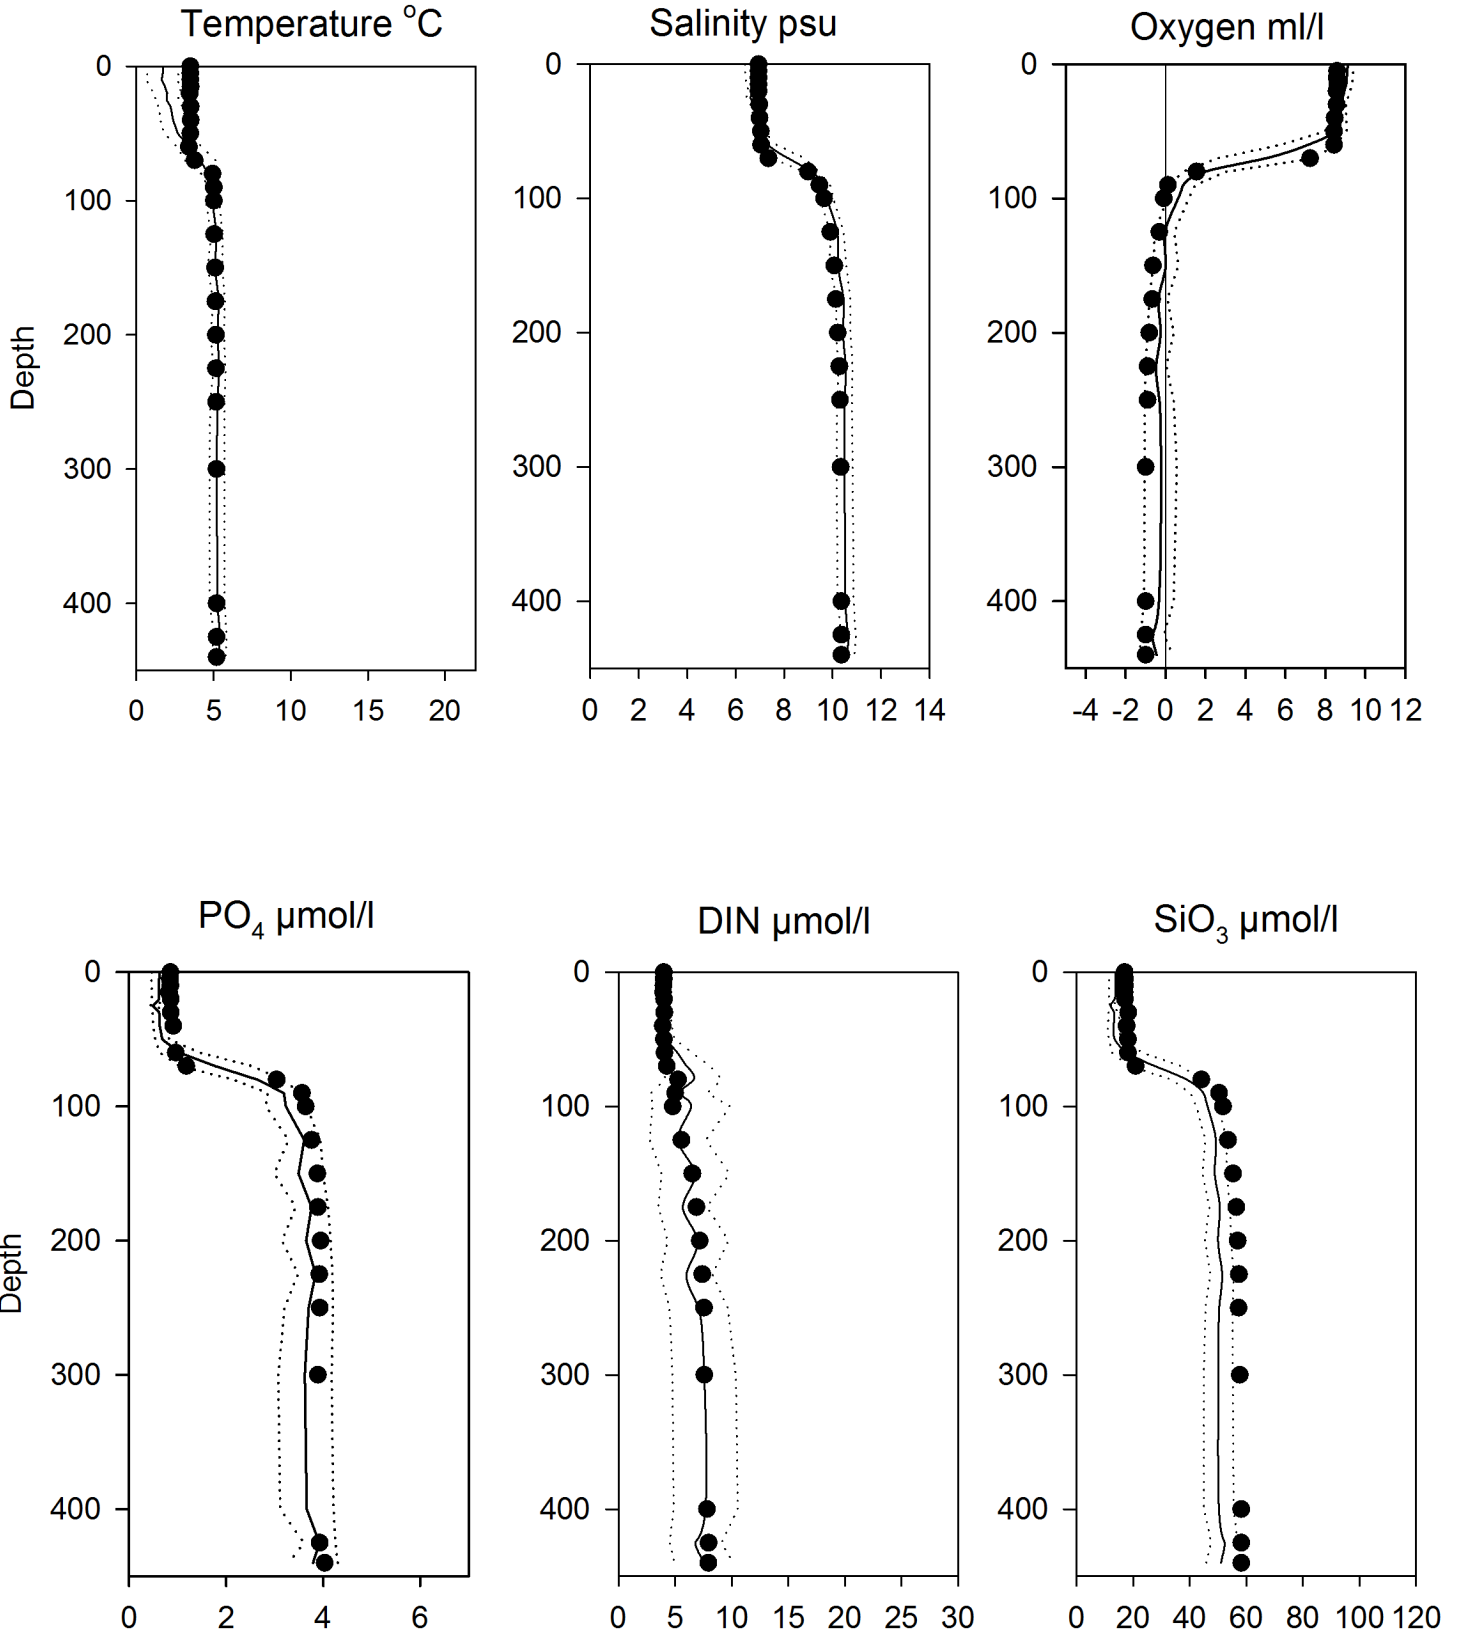 Temperature °C
Salinity psu
Oxygen ml/l
0
100
200
300
400
Depth
0 5 10 15 20
0
100
200
300
400
0 2 4 6 8 10 12 14
0
100
200
300
400
-4 -2 0 2 4 6 8 10 12
PO4 µmol/l
DIN µmol/l
SiO3 µmol/l
0
100
200
300
400
Depth
0 2 4 6
0
100
200
300
400
0 5 10 15 20 25 30
0
100
200
300
400
0 20 40 60 80 100 120